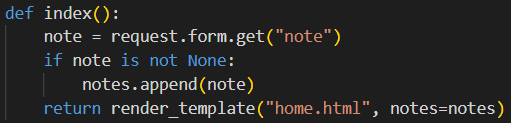 def index():
    note = request.form.get("note")
    if note is not None:
        notes.append(note)
    return render_template("home.html", notes=notes)